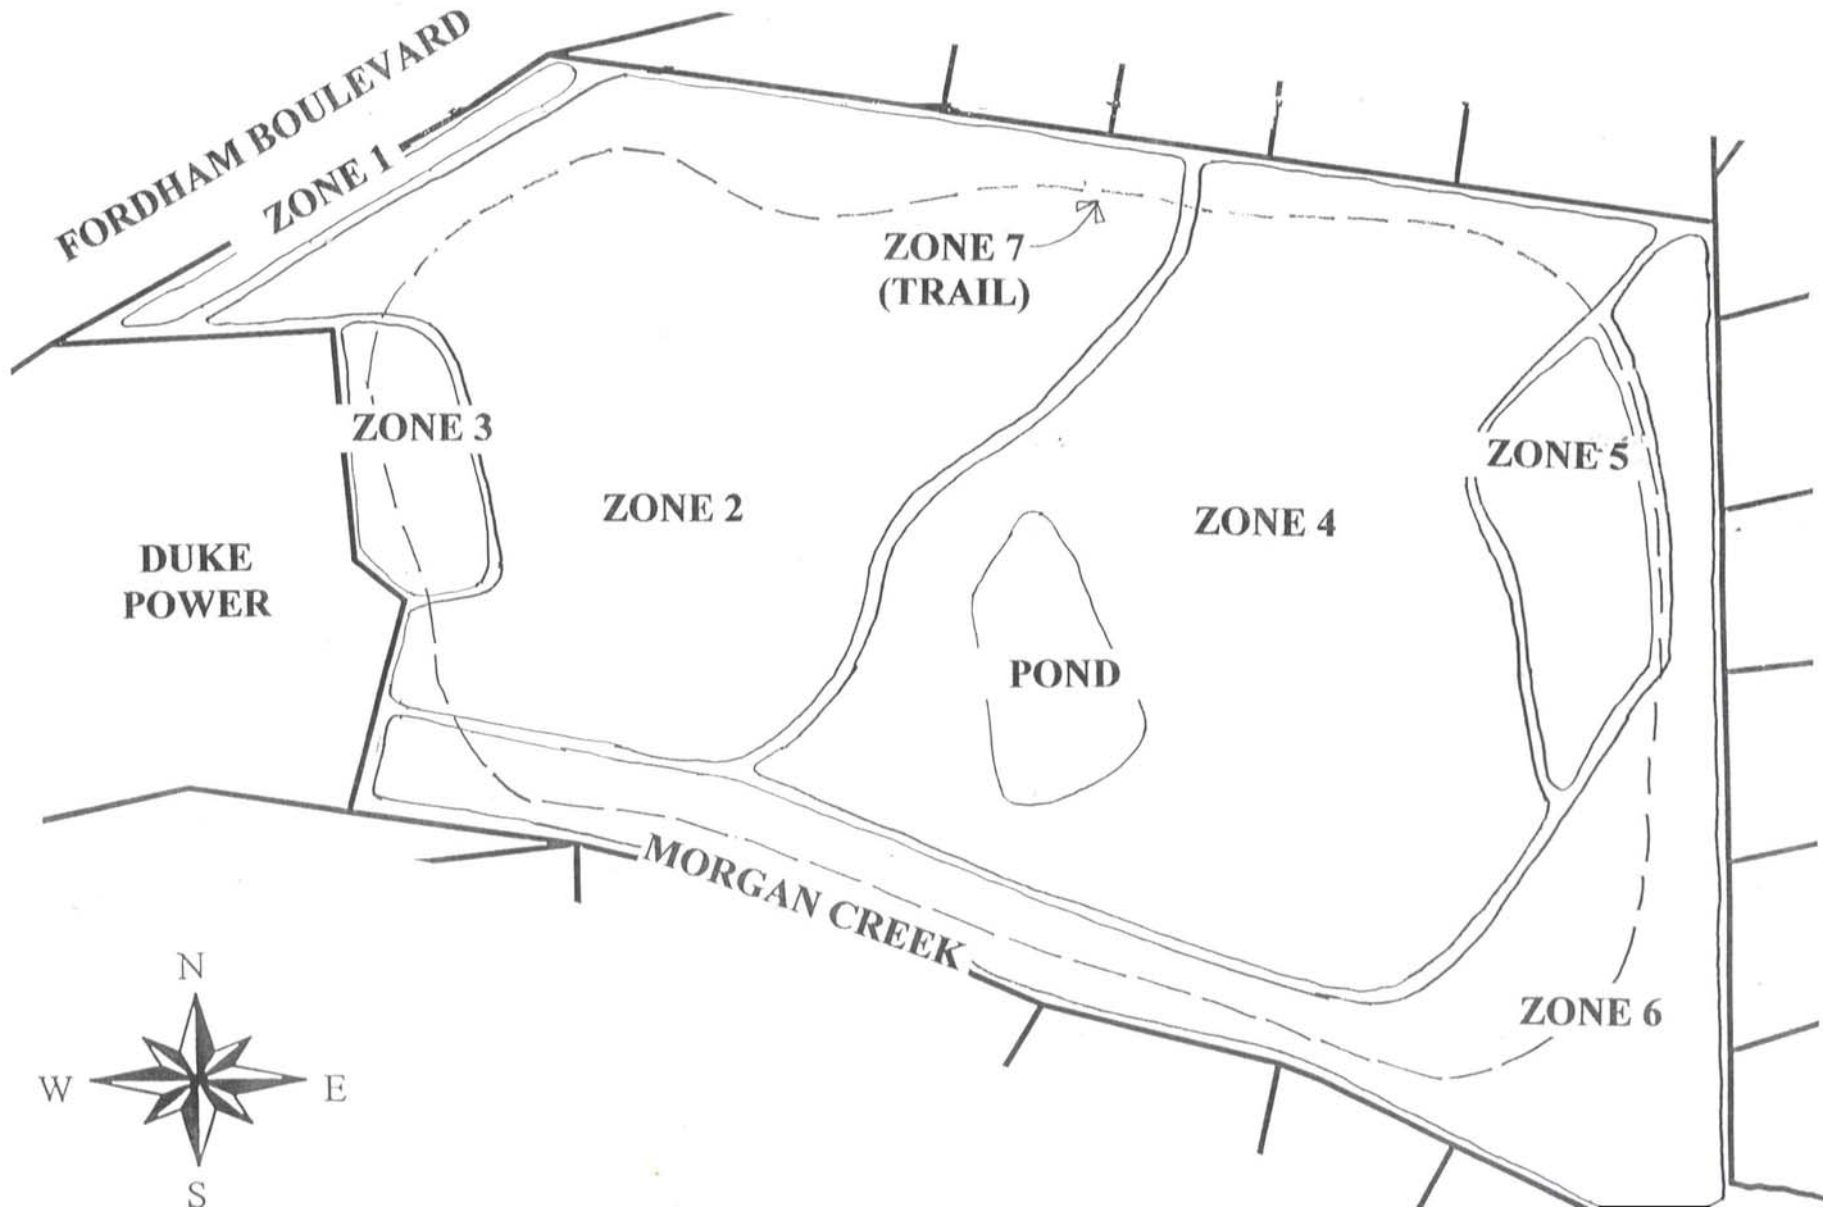 FORDHAM BOULEVARD
ZONE 1
ZONE 7
(TRAIL)
ZONE 3
ZONE 5
ZONE 2
ZONE 4
DUKE
POWER
POND
MORGAN CREEK
ZONE 6
N
W
E
S